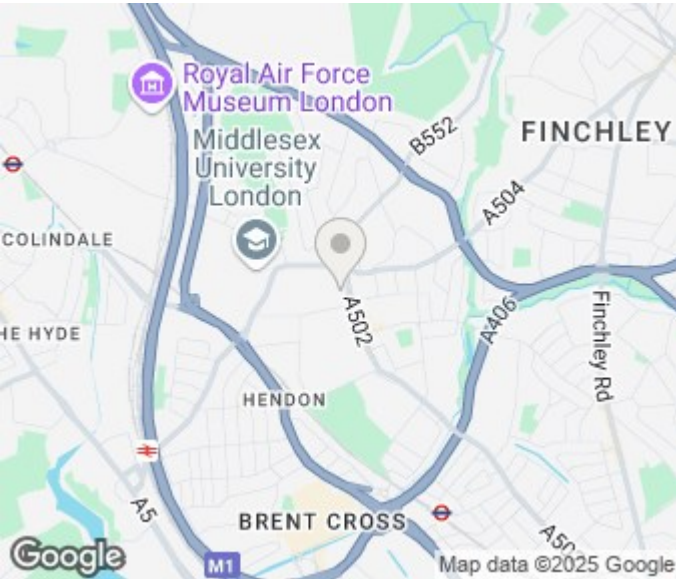 Royal Air Force
Museum London
B552
FINCHLEY
Middlesex
University
London
A504
COLINDALE
A502
HE HYDE
A406
Finchley Rd
HENDON
A5
BRENT CROSS
A50
Google
M1
Map data ©2025 Google